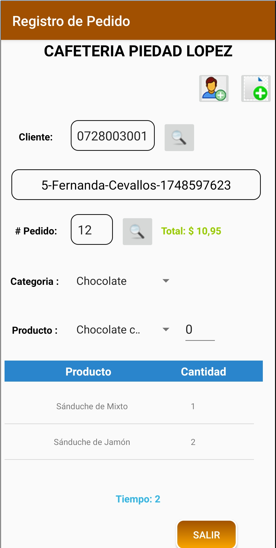 Registro de Pedido
CAFETERIA PIEDAD LOPEZ
Cliente: 0728003001
5-Fernanda-Cevallos-1748597623
# Pedido: 12 Total: $ 10,95
Categoria : Chocolate
Producto : Chocolate c.. 0
Producto Cantidad
Sánduche de Mixto 1
Sánduche de Jamón 2
Tiempo: 2
SALIR